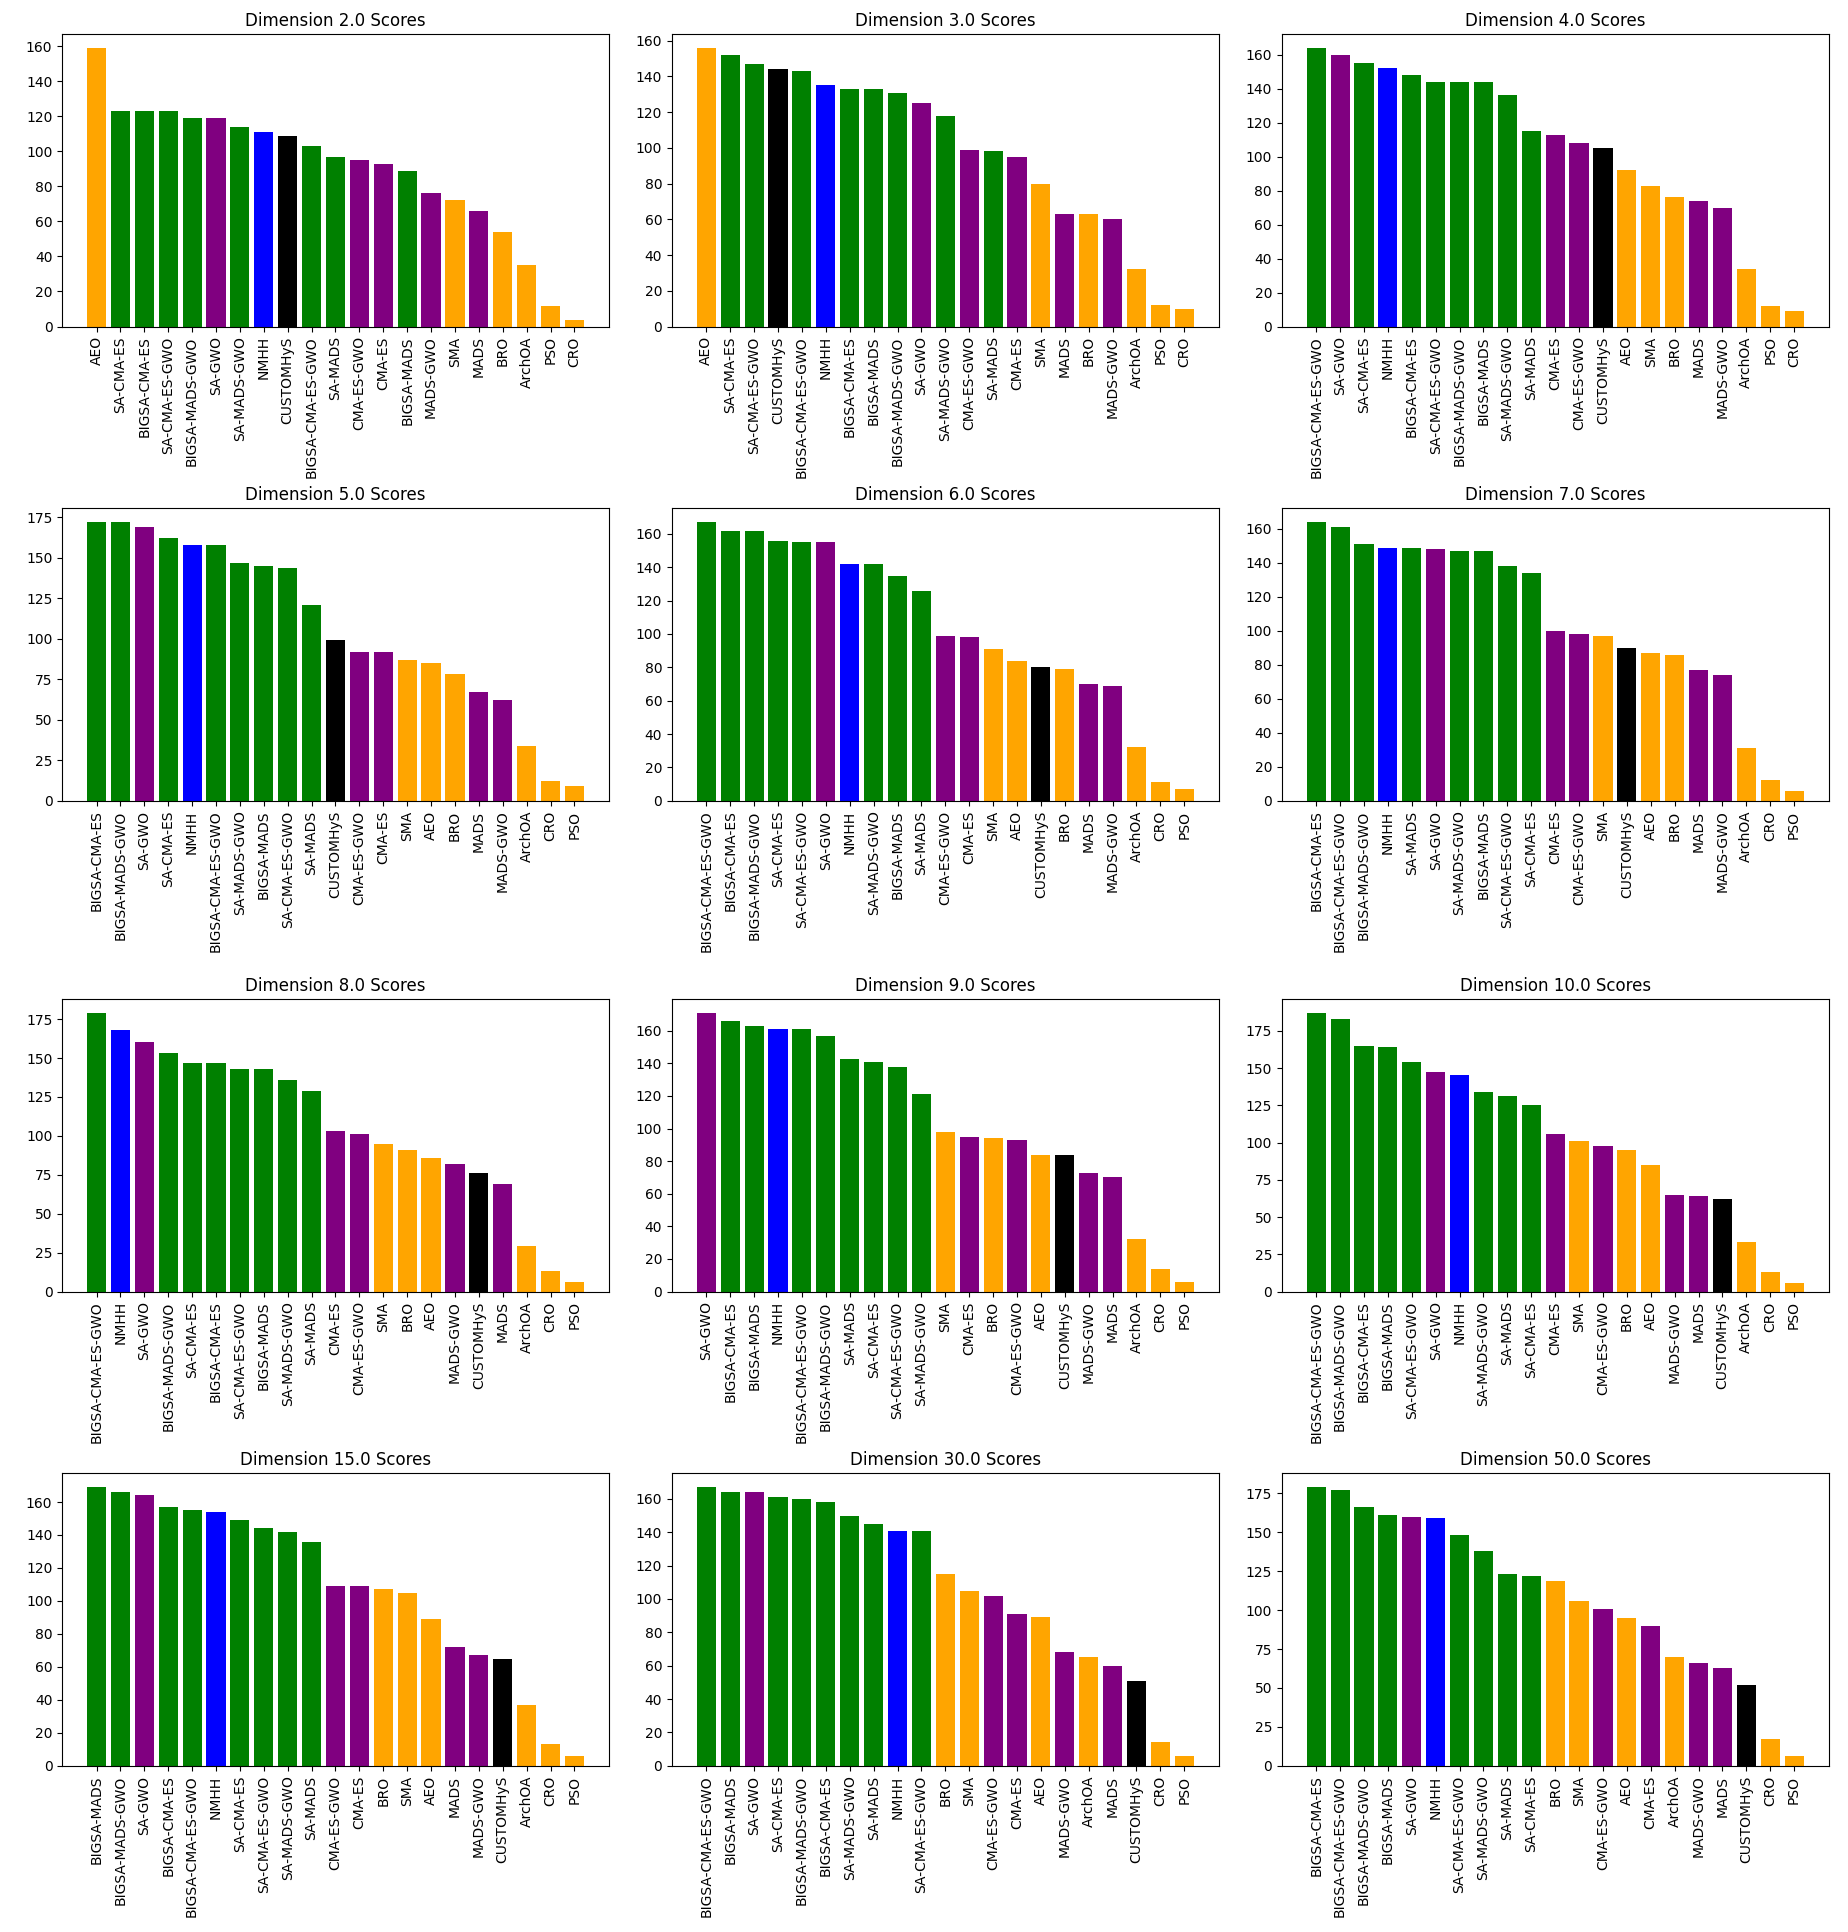 Dimension 2.0 Scores
160
140
120
100
80
60
40
20
0
AEO
SA-CMA-ES
BIGSA-CMA-ES
SA-CMA-ES-GWO
BIGSA-MADS-GWO
SA-GWO
SA-MADS-GWO
NMHH
CUSTOMHyS
BIGSA-CMA-ES-GWO
SA-MADS
CMA-ES-GWO
CMA-ES
BIGSA-MADS
MADS-GWO
SMA
MADS
BRO
ArchOA
PSO
CRO
Dimension 3.0 Scores
160
140
120
100
80
60
40
20
0
AEO
SA-CMA-ES
SA-CMA-ES-GWO
CUSTOMHyS
BIGSA-CMA-ES-GWO
NMHH
BIGSA-CMA-ES
BIGSA-MADS
BIGSA-MADS-GWO
SA-GWO
SA-MADS-GWO
CMA-ES-GWO
SA-MADS
CMA-ES
SMA
MADS
BRO
MADS-GWO
ArchOA
PSO
CRO
Dimension 4.0 Scores
160
140
120
100
80
60
40
20
0
BIGSA-CMA-ES-GWO
SA-GWO
SA-CMA-ES
NMHH
BIGSA-CMA-ES
SA-CMA-ES-GWO
BIGSA-MADS-GWO
BIGSA-MADS
SA-MADS-GWO
SA-MADS
CMA-ES
CMA-ES-GWO
CUSTOMHyS
AEO
SMA
BRO
MADS
MADS-GWO
ArchOA
PSO
CRO
Dimension 5.0 Scores
175
150
125
100
75
50
25
0
BIGSA-CMA-ES
BIGSA-MADS-GWO
SA-GWO
SA-CMA-ES
NMHH
BIGSA-CMA-ES-GWO
SA-MADS-GWO
BIGSA-MADS
SA-CMA-ES-GWO
SA-MADS
CUSTOMHyS
CMA-ES-GWO
CMA-ES
SMA
AEO
BRO
MADS
MADS-GWO
ArchOA
CRO
PSO
Dimension 6.0 Scores
160
140
120
100
80
60
40
20
0
BIGSA-CMA-ES-GWO
BIGSA-CMA-ES
BIGSA-MADS-GWO
SA-CMA-ES
SA-CMA-ES-GWO
SA-GWO
NMHH
SA-MADS-GWO
BIGSA-MADS
SA-MADS
CMA-ES-GWO
CMA-ES
SMA
AEO
CUSTOMHyS
BRO
MADS
MADS-GWO
ArchOA
CRO
PSO
Dimension 7.0 Scores
160
140
120
100
80
60
40
20
0
BIGSA-CMA-ES
BIGSA-CMA-ES-GWO
BIGSA-MADS-GWO
NMHH
SA-MADS
SA-GWO
SA-MADS-GWO
BIGSA-MADS
SA-CMA-ES-GWO
SA-CMA-ES
CMA-ES
CMA-ES-GWO
SMA
CUSTOMHyS
AEO
BRO
MADS
MADS-GWO
ArchOA
CRO
PSO
Dimension 8.0 Scores
175
150
125
100
75
50
25
0
BIGSA-CMA-ES-GWO
NMHH
SA-GWO
BIGSA-MADS-GWO
SA-CMA-ES
BIGSA-CMA-ES
SA-CMA-ES-GWO
BIGSA-MADS
SA-MADS-GWO
SA-MADS
CMA-ES
CMA-ES-GWO
SMA
BRO
AEO
MADS-GWO
CUSTOMHyS
MADS
ArchOA
CRO
PSO
Dimension 9.0 Scores
160
140
120
100
80
60
40
20
0
SA-GWO
BIGSA-CMA-ES
BIGSA-MADS
NMHH
BIGSA-CMA-ES-GWO
BIGSA-MADS-GWO
SA-MADS
SA-CMA-ES
SA-CMA-ES-GWO
SA-MADS-GWO
SMA
CMA-ES
BRO
CMA-ES-GWO
AEO
CUSTOMHyS
MADS-GWO
MADS
ArchOA
CRO
PSO
Dimension 10.0 Scores
175
150
125
100
75
50
25
0
BIGSA-CMA-ES-GWO
BIGSA-MADS-GWO
BIGSA-CMA-ES
BIGSA-MADS
SA-CMA-ES-GWO
SA-GWO
NMHH
SA-MADS-GWO
SA-MADS
SA-CMA-ES
CMA-ES
SMA
CMA-ES-GWO
BRO
AEO
MADS-GWO
MADS
CUSTOMHyS
ArchOA
CRO
PSO
Dimension 15.0 Scores
160
140
120
100
80
60
40
20
0
BIGSA-MADS
BIGSA-MADS-GWO
SA-GWO
BIGSA-CMA-ES
BIGSA-CMA-ES-GWO
NMHH
SA-CMA-ES
SA-CMA-ES-GWO
SA-MADS-GWO
SA-MADS
CMA-ES-GWO
CMA-ES
BRO
SMA
AEO
MADS
MADS-GWO
CUSTOMHyS
ArchOA
CRO
PSO
Dimension 30.0 Scores
160
140
120
100
80
60
40
20
0
BIGSA-CMA-ES-GWO
BIGSA-MADS
SA-GWO
SA-CMA-ES
BIGSA-MADS-GWO
BIGSA-CMA-ES
SA-MADS-GWO
SA-MADS
NMHH
SA-CMA-ES-GWO
BRO
SMA
CMA-ES-GWO
CMA-ES
AEO
MADS-GWO
ArchOA
MADS
CUSTOMHyS
CRO
PSO
Dimension 50.0 Scores
175
150
125
100
75
50
25
0
BIGSA-CMA-ES
BIGSA-CMA-ES-GWO
BIGSA-MADS-GWO
BIGSA-MADS
SA-GWO
NMHH
SA-CMA-ES-GWO
SA-MADS-GWO
SA-MADS
SA-CMA-ES
BRO
SMA
CMA-ES-GWO
AEO
CMA-ES
ArchOA
MADS-GWO
MADS
CUSTOMHyS
CRO
PSO